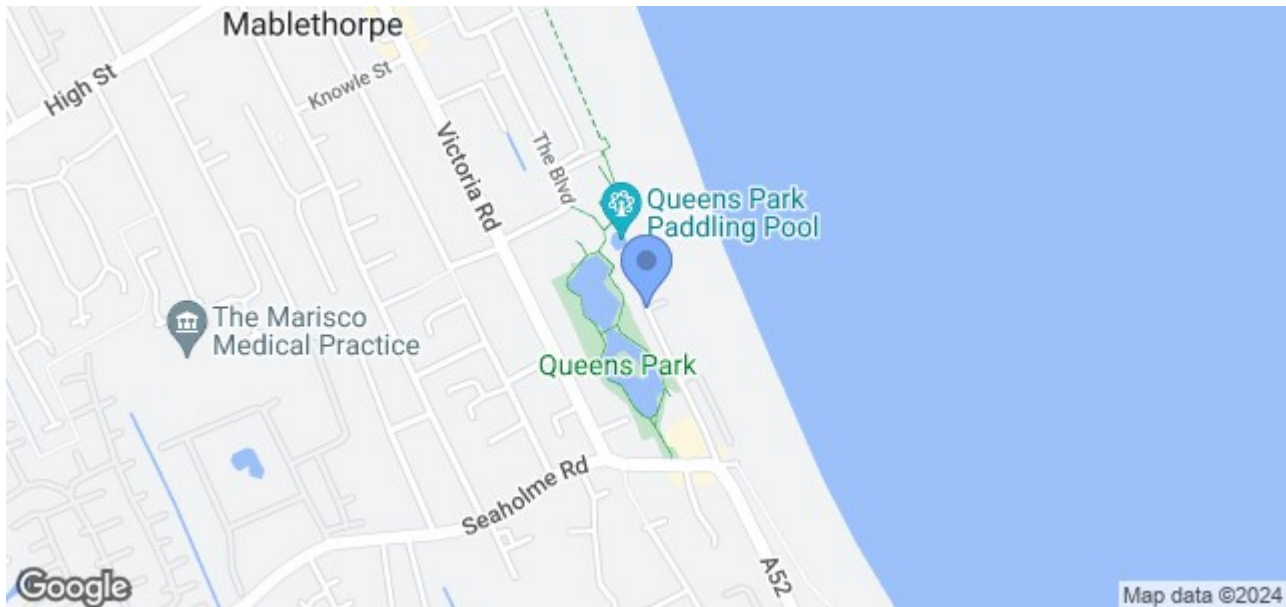 Mablethorpe
High St
Knowle St
Victoria Rd
The Blvd
Queens Park
Paddling Pool
The Marisco
Medical Practice
Queens Park
Seaholme Rd
A52
Google
Map data ©2024